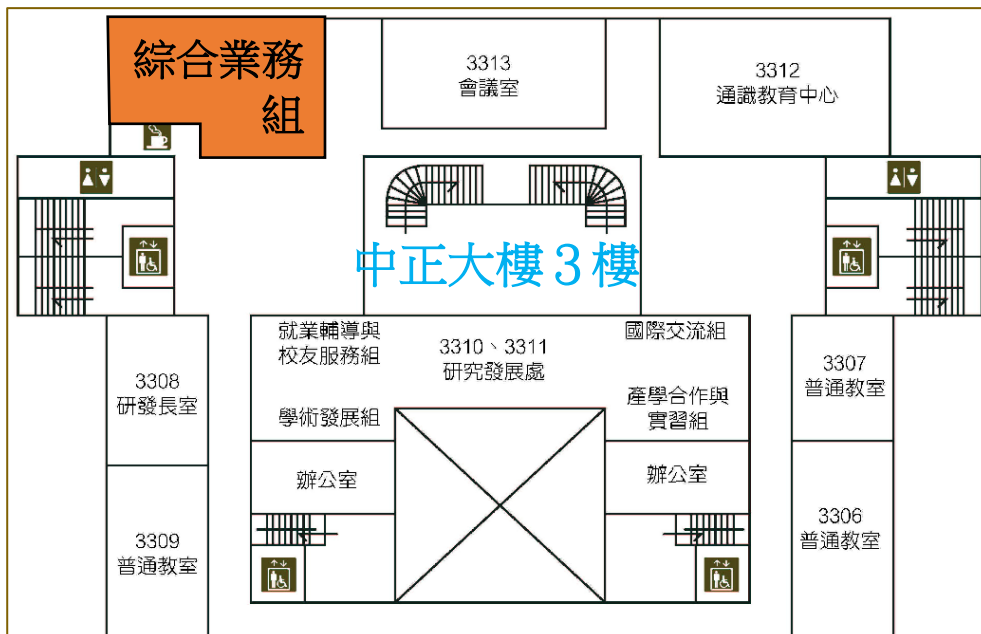 綜合業務
組
3313
會議室
3312
通識教育中心
中正大樓３樓
就業輔導與
校友服務組
3310、3311
研究發展處
國際交流組
3308
研發長室
學術發展組
產學合作與
實習組
3307
普通教室
辦公室
辦公室
3309
普通教室
3306
普通教室